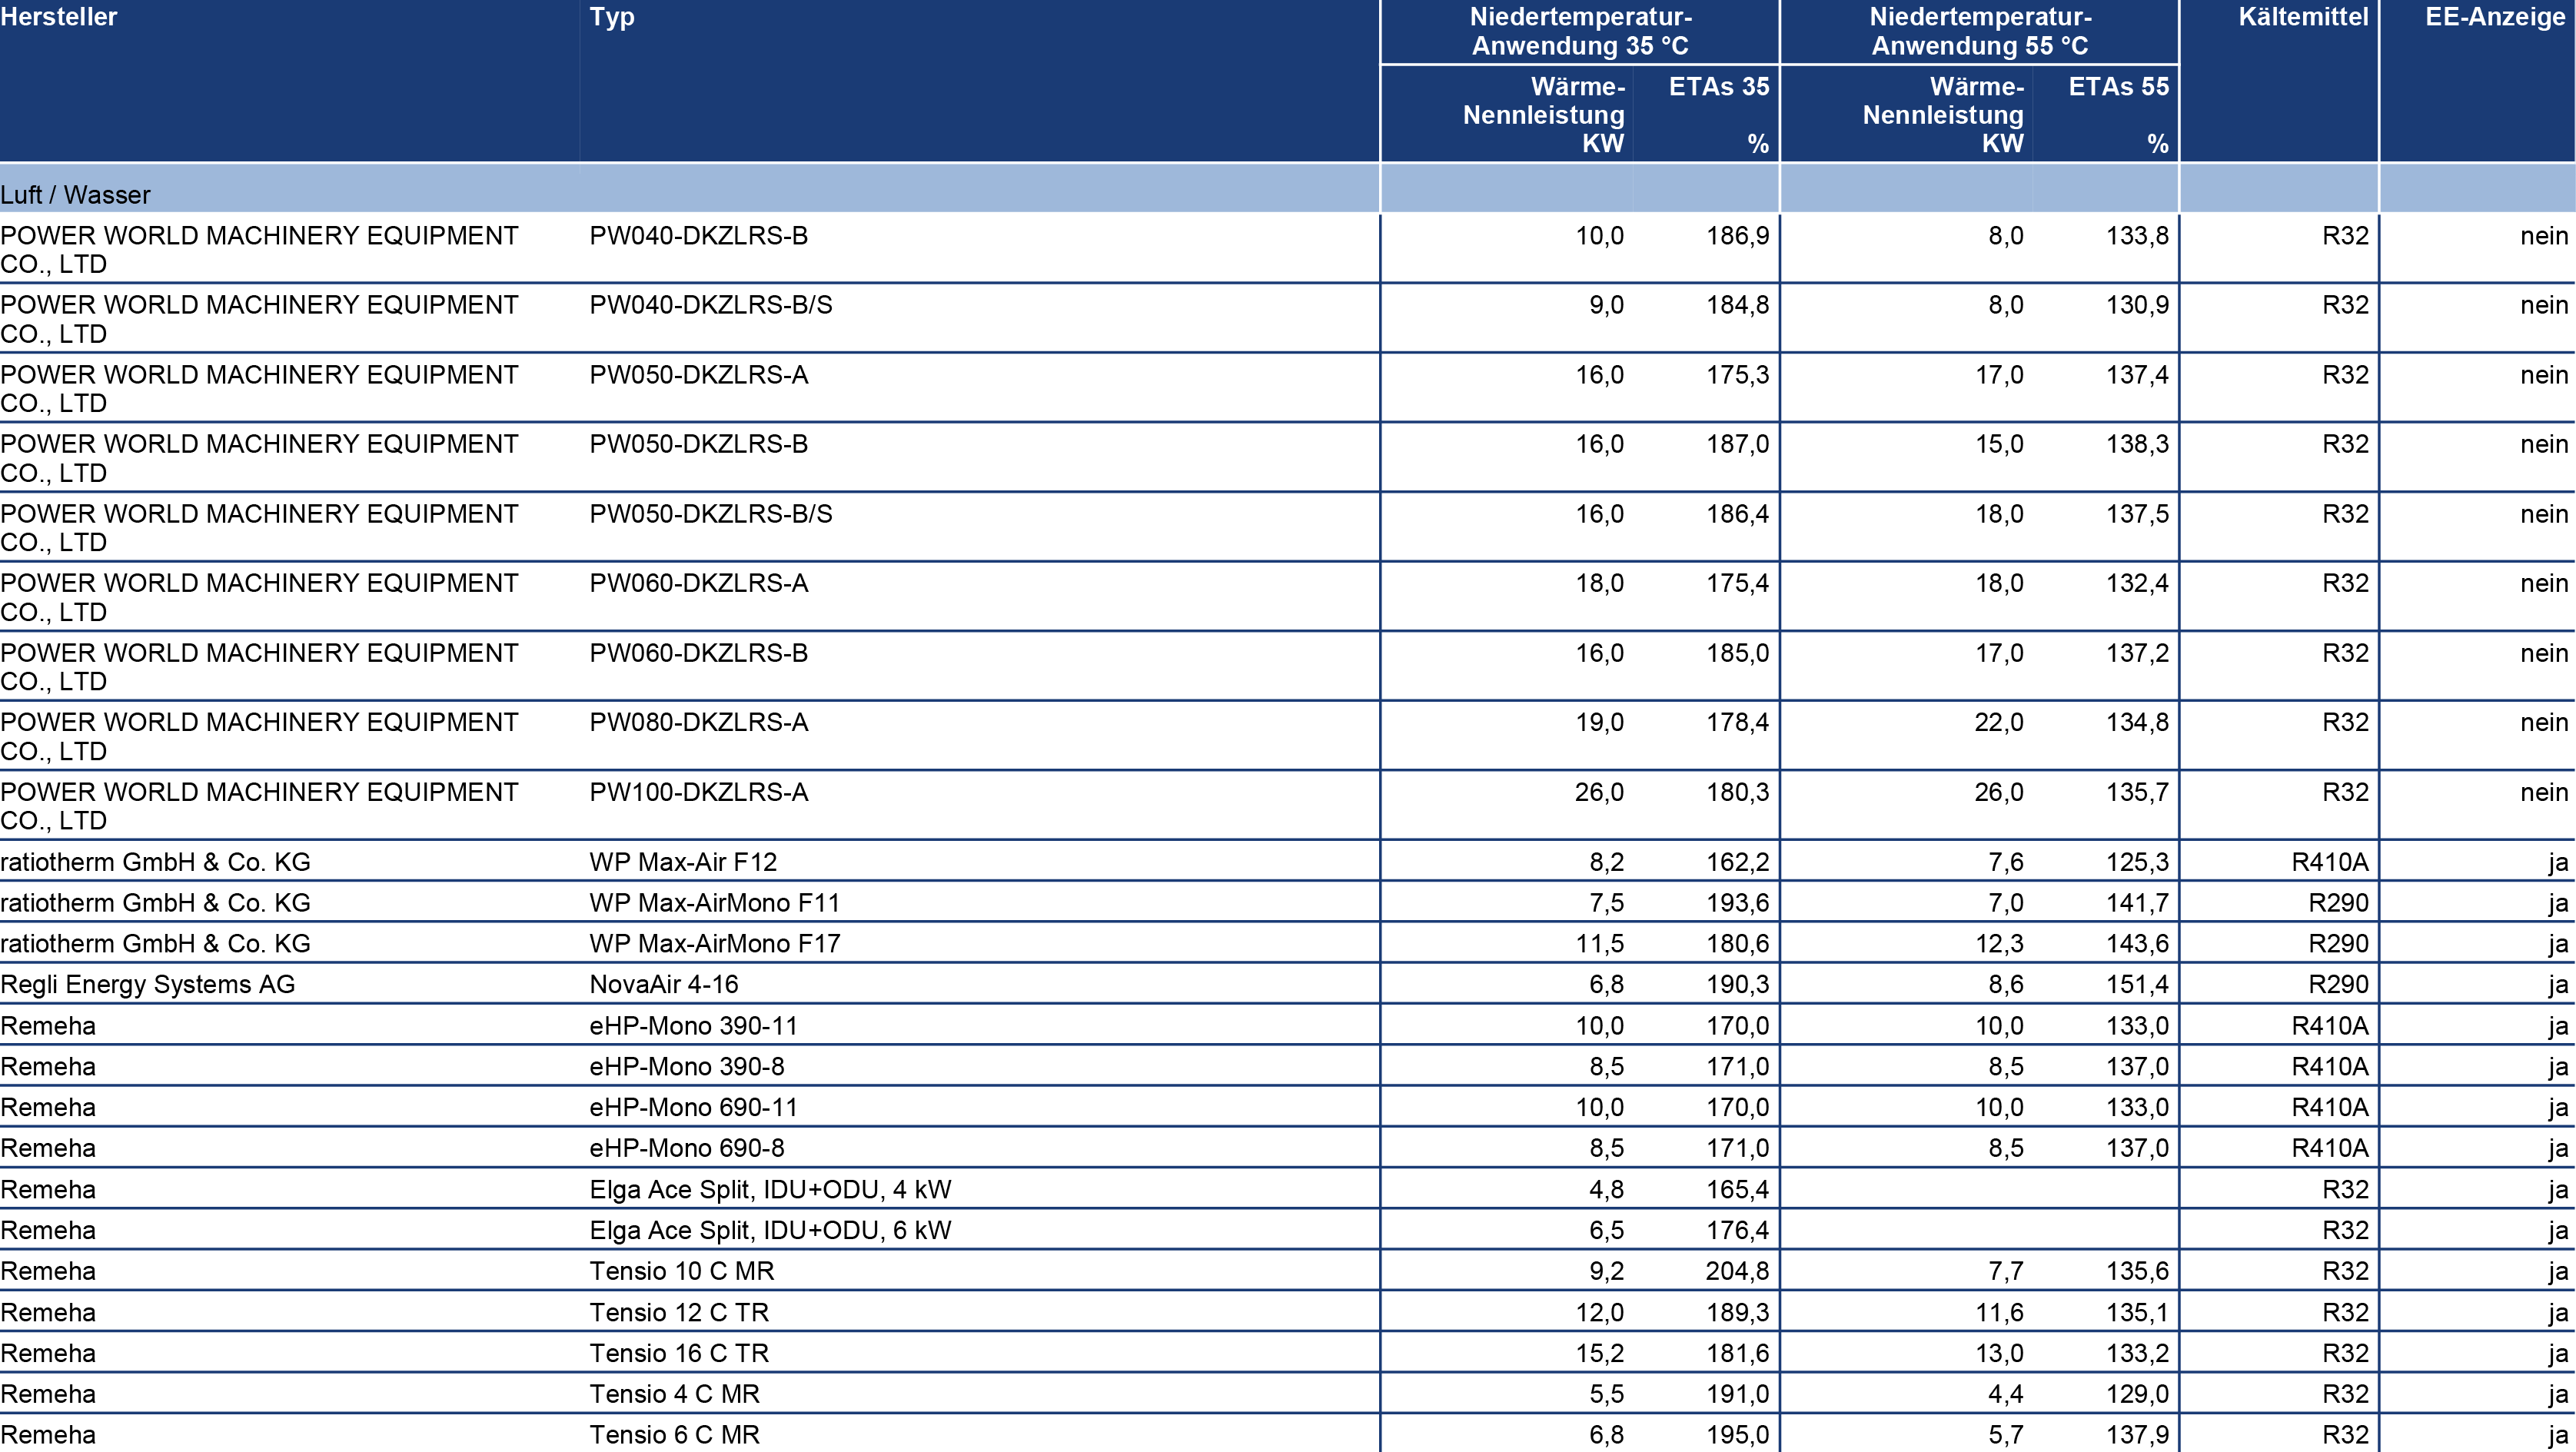 Hersteller Typ Niedertemperatur- Niedertemperatur- Kältemittel EE-Anzeige
Anwendung 35 °C Anwendung 55 °C
Wärme- ETAs 35 Wärme- ETAs 55
Nennleistung Nennleistung
KW % KW %
Luft / Wasser
POWER WORLD MACHINERY EQUIPMENT PW040-DKZLRS-B 10,0 186,9 8,0 133,8 R32 nein
CO., LTD
POWER WORLD MACHINERY EQUIPMENT PW040-DKZLRS-B/S 9,0 184,8 8,0 130,9 R32 nein
CO., LTD
POWER WORLD MACHINERY EQUIPMENT PW050-DKZLRS-A 16,0 175,3 17,0 137,4 R32 nein
CO., LTD
POWER WORLD MACHINERY EQUIPMENT PW050-DKZLRS-B 16,0 187,0 15,0 138,3 R32 nein
CO., LTD
POWER WORLD MACHINERY EQUIPMENT PW050-DKZLRS-B/S 16,0 186,4 18,0 137,5 R32 nein
CO., LTD
POWER WORLD MACHINERY EQUIPMENT PW060-DKZLRS-A 18,0 175,4 18,0 132,4 R32 nein
CO., LTD
POWER WORLD MACHINERY EQUIPMENT PW060-DKZLRS-B 16,0 185,0 17,0 137,2 R32 nein
CO., LTD
POWER WORLD MACHINERY EQUIPMENT PW080-DKZLRS-A 19,0 178,4 22,0 134,8 R32 nein
CO., LTD
POWER WORLD MACHINERY EQUIPMENT PW100-DKZLRS-A 26,0 180,3 26,0 135,7 R32 nein
CO., LTD
ratiotherm GmbH & Co. KG WP Max-Air F12 8,2 162,2 7,6 125,3 R410A ja
ratiotherm GmbH & Co. KG WP Max-AirMono F11 7,5 193,6 7,0 141,7 R290 ja
ratiotherm GmbH & Co. KG WP Max-AirMono F17 11,5 180,6 12,3 143,6 R290 ja
Regli Energy Systems AG NovaAir 4-16 6,8 190,3 8,6 151,4 R290 ja
Remeha eHP-Mono 390-11 10,0 170,0 10,0 133,0 R410A ja
Remeha eHP-Mono 390-8 8,5 171,0 8,5 137,0 R410A ja
Remeha eHP-Mono 690-11 10,0 170,0 10,0 133,0 R410A ja
Remeha eHP-Mono 690-8 8,5 171,0 8,5 137,0 R410A ja
Remeha Elga Ace Split, IDU+ODU, 4 kW 4,8 165,4 R32 ja
Remeha Elga Ace Split, IDU+ODU, 6 kW 6,5 176,4 R32 ja
Remeha Tensio 10 C MR 9,2 204,8 7,7 135,6 R32 ja
Remeha Tensio 12 C TR 12,0 189,3 11,6 135,1 R32 ja
Remeha Tensio 16 C TR 15,2 181,6 13,0 133,2 R32 ja
Remeha Tensio 4 C MR 5,5 191,0 4,4 129,0 R32 ja
Remeha Tensio 6 C MR 6,8 195,0 5,7 137,9 R32 ja